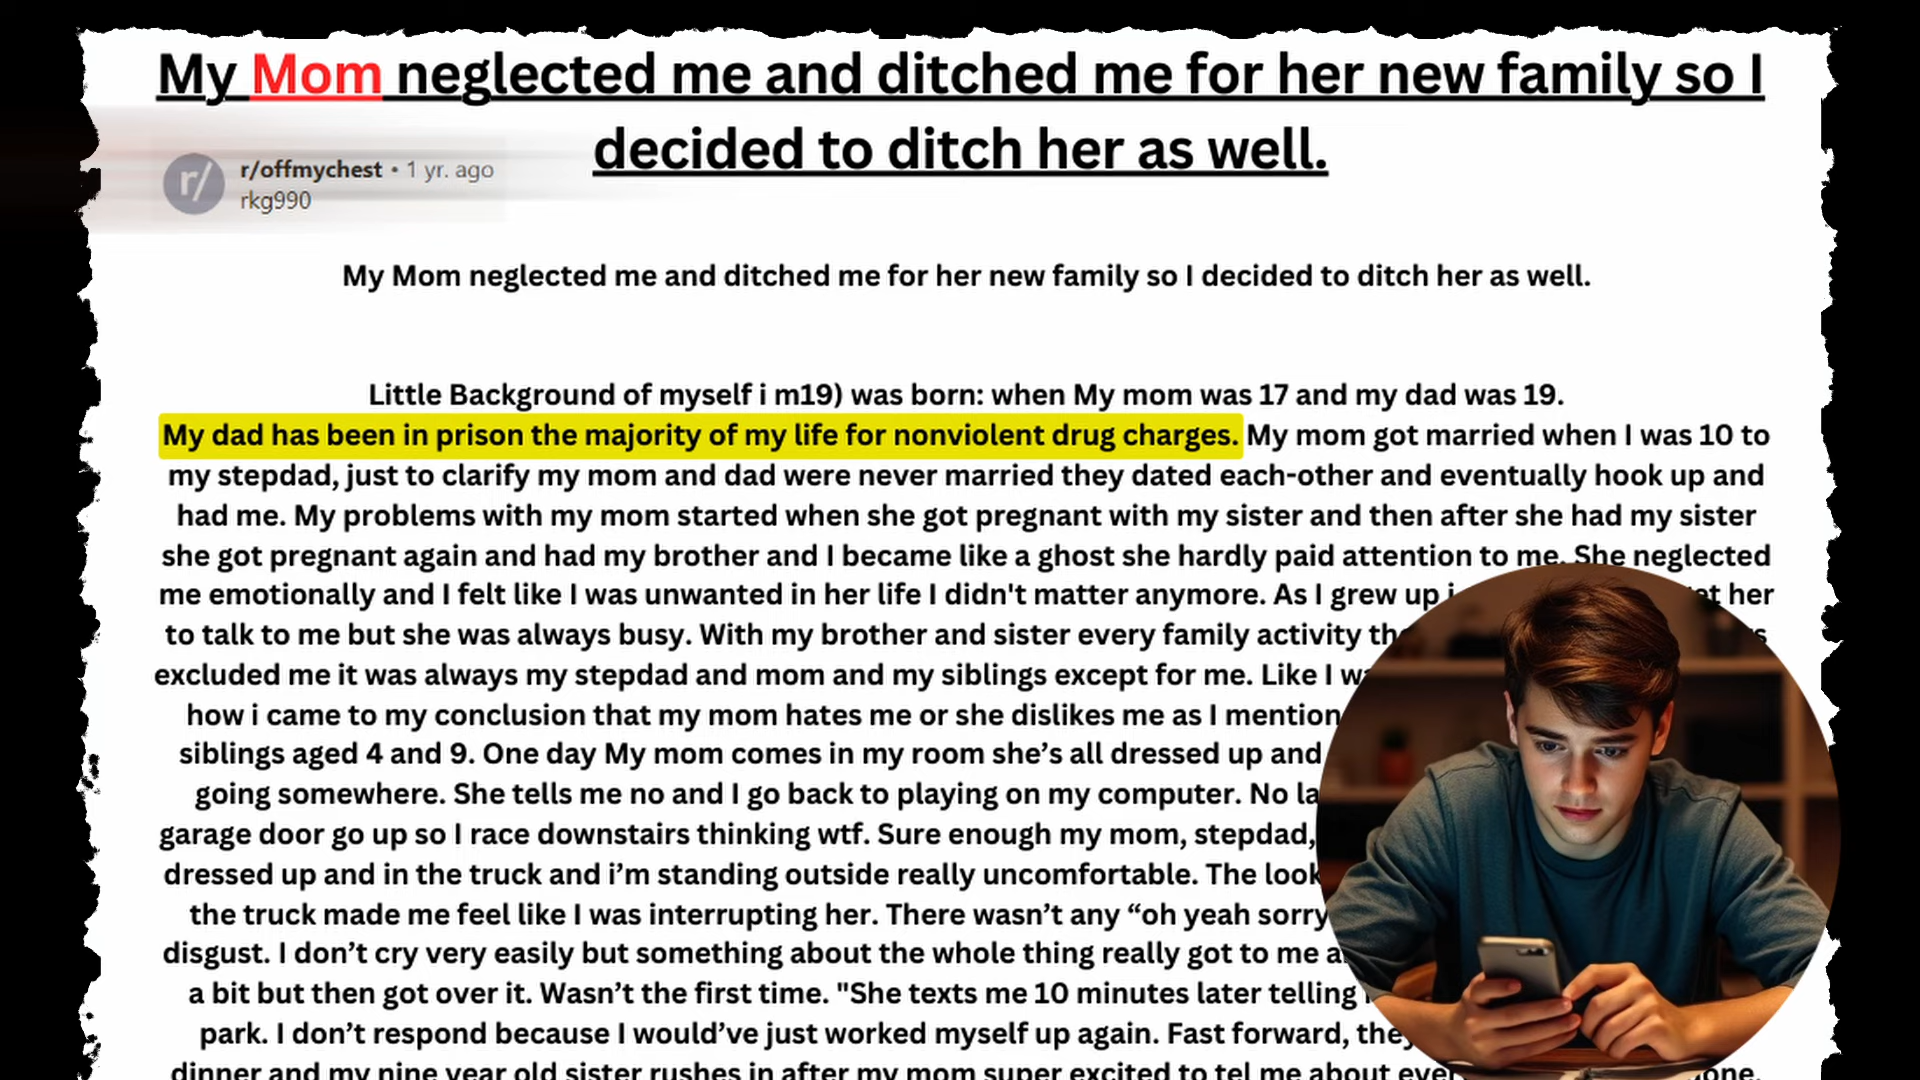 My Mom neglected me and ditched me for her new family so I
decided to ditch her as well.
r/
r/offmychest • 1 yr. ago
rkg990
My Mom neglected me and ditched me for her new family so I decided to ditch her as well.
Little Background of myself i m19) was born: when My mom was 17 and my dad was 19.
My dad has been in prison the majority of my life for nonviolent drug charges. My mom got married when I was 10 to
my stepdad, just to clarify my mom and dad were never married they dated each-other and eventually hook up and
had me. My problems with my mom started when she got pregnant with my sister and then after she had my sister
she got pregnant again and had my brother and I became like a ghost she hardly paid attention to me. She neglected
me emotionally and I felt like I was unwanted in her life I didn't matter anymore. As I grew up her
to talk to me but she was always busy. With my brother and sister every family activity
excluded me it was always my stepdad and mom and my siblings except for me. Like I
how i came to my conclusion that my mom hates me or she dislikes me as I mention
siblings aged 4 and 9. One day My mom comes in my room she’s all dressed up and
going somewhere. She tells me no and I go back to playing on my computer. No
garage door go up so I race downstairs thinking wtf. Sure enough my mom, stepdad,
dressed up and in the truck and i’m standing outside really uncomfortable. The look
the truck made me feel like I was interrupting her. There wasn’t any “oh yeah sorry
disgust. I don’t cry very easily but something about the whole thing really got to me
a bit but then got over it. Wasn’t the first time. "She texts me 10 minutes later telling
park. I don’t respond because I would’ve just worked myself up again. Fast forward,
dinner and my nine year old sister rushes in after my mom super excited to tell me about